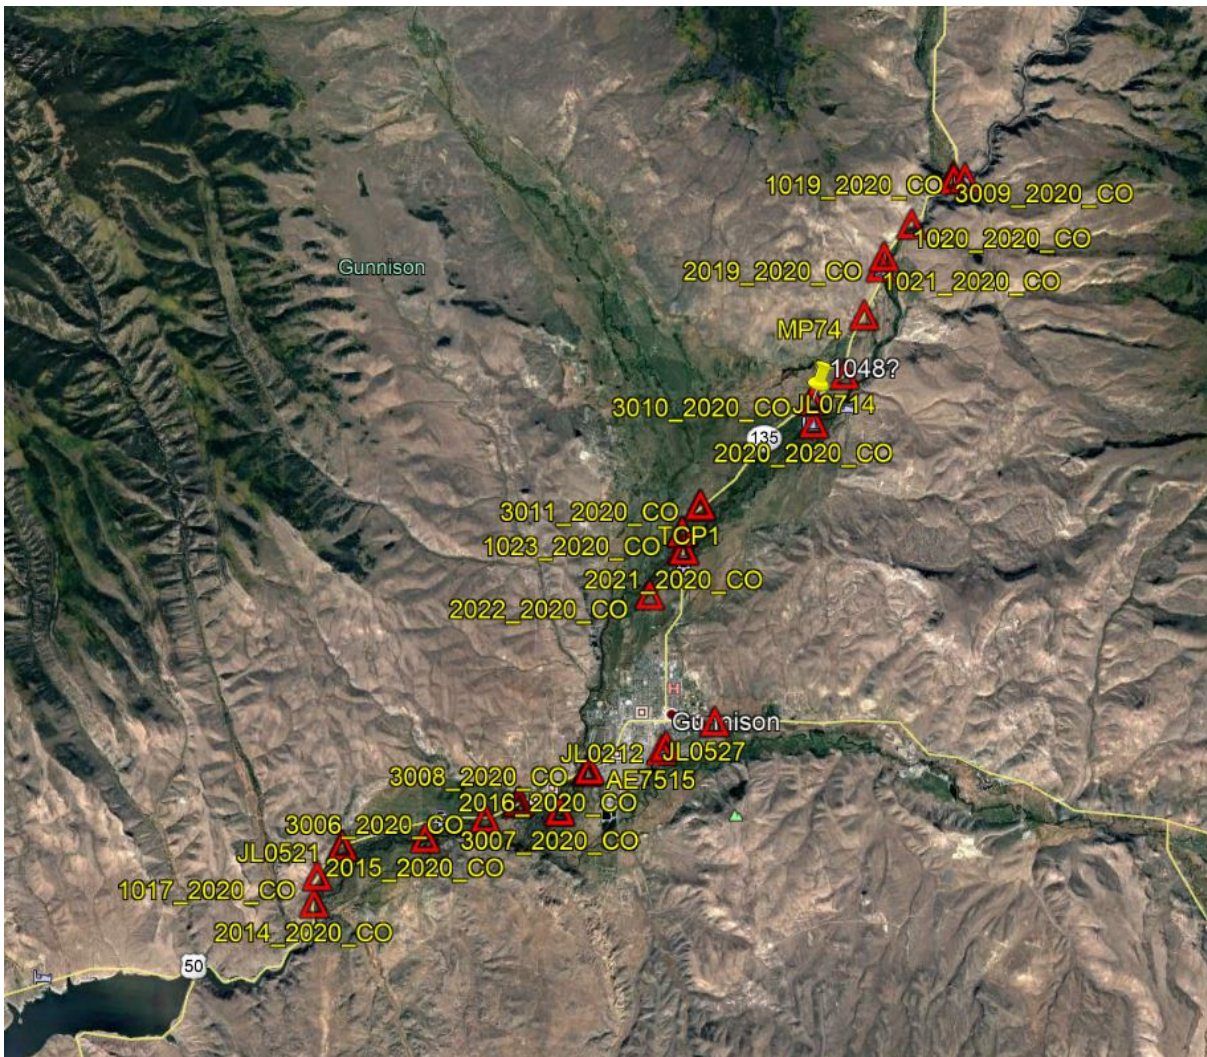 1019_2020_CO
3009_2020_CO
1020_2020_CO
Gunnison
2019_2020_CO
1021_2020_CO
MP74
1048?
3010_2020_CO
JL0714
135
2020_2020_CO
3011_2020_CO
TCP1
1023_2020_CO
2021_2020_CO
2022_2020_CO
H
Gunnison
JL0212
JL0527
3008_2020_CO
AE7515
2016_2020_CO
3006_2020_CO
3007_2020_CO
JL0521
2015_2020_CO
1017_2020_CO
2014_2020_CO
50